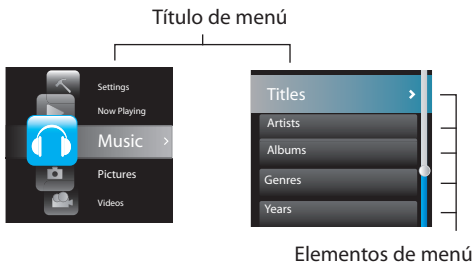 Título de menú
Settings
Now Playing
Music
Pictures
Videos
Titles
Artists
Albums
Genres
Years
Elementos de menú